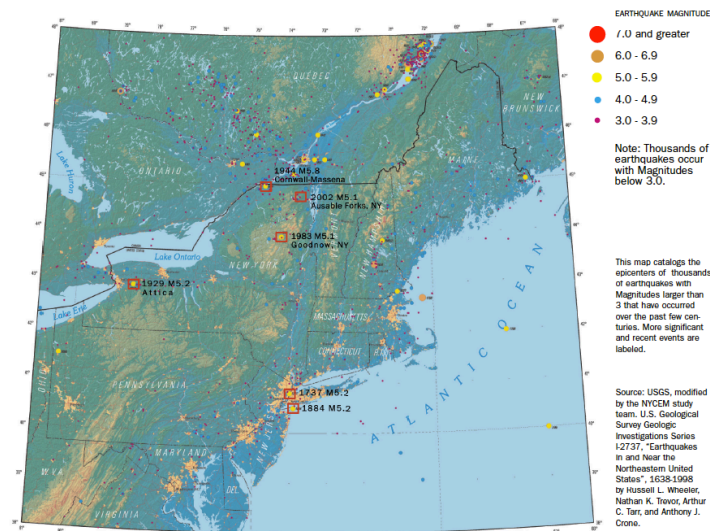 EARTHQUAKE MAGNITUDE
7.0 and greater
6.0 - 6.9
5.0 - 5.9
4.0 - 4.9
3.0 - 3.9
Note: Thousands of
earthquakes occur
with Magnitudes
below 3.0.
This map catalogs the
epicenters of thousands
of earthquakes with
Magnitudes larger than
3 that have occurred
over the past few cen-
turies. More significant
and recent events are
labeled.
Source: USGS, modified
by the NYCEM study
team. U.S. Geological
Survey Geologic
Investigations Series
I-2737, “Earthquakes
In and Near the
Northeastern United
States”, 1638-1998
by Russell L. Wheeler,
Nathan K. Trevor, Arthur
C. Tarr, and Anthony J.
Crone.
QUEBEC
NEW
BRUNSWICK
MAINE
Lake Huron
ONTARIO
1944 M5.8
Cornwall-Massena
2002 M5.1
Ausable Forks, NY
1983 M5.1
Goodnow, NY
Lake Ontario
NEW YORK
VERMONT
1929 M5.2
Attica
Lake Erie
MASSACHUSETTS
CONNECTICUT
OHIO
PENNSYLVANIA
1737 M5.2
1884 M5.2
ATLANTIC OCEAN
MARYLAND
DEL
W.VA
VIRGINIA